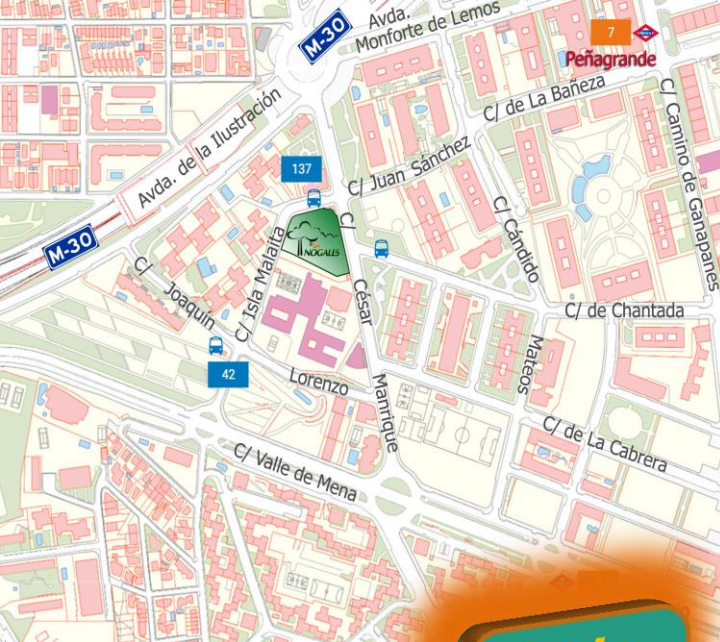 Avda.
Monforte de Lemos
M-30
7
Peñagrande
C/ de La Bañeza
C/ Camino de Ganapanes
Avda. de la Ilustración
137
C/ Juan Sánchez
C/ Cándido
Mateos
NOGALES
M-30
C/ Isla Malaita
C/ César
Manrique
C/ de Chantada
C/ Joaquin
Lorenzo
42
C/ de La Cabrera
C/ Valle de Mena